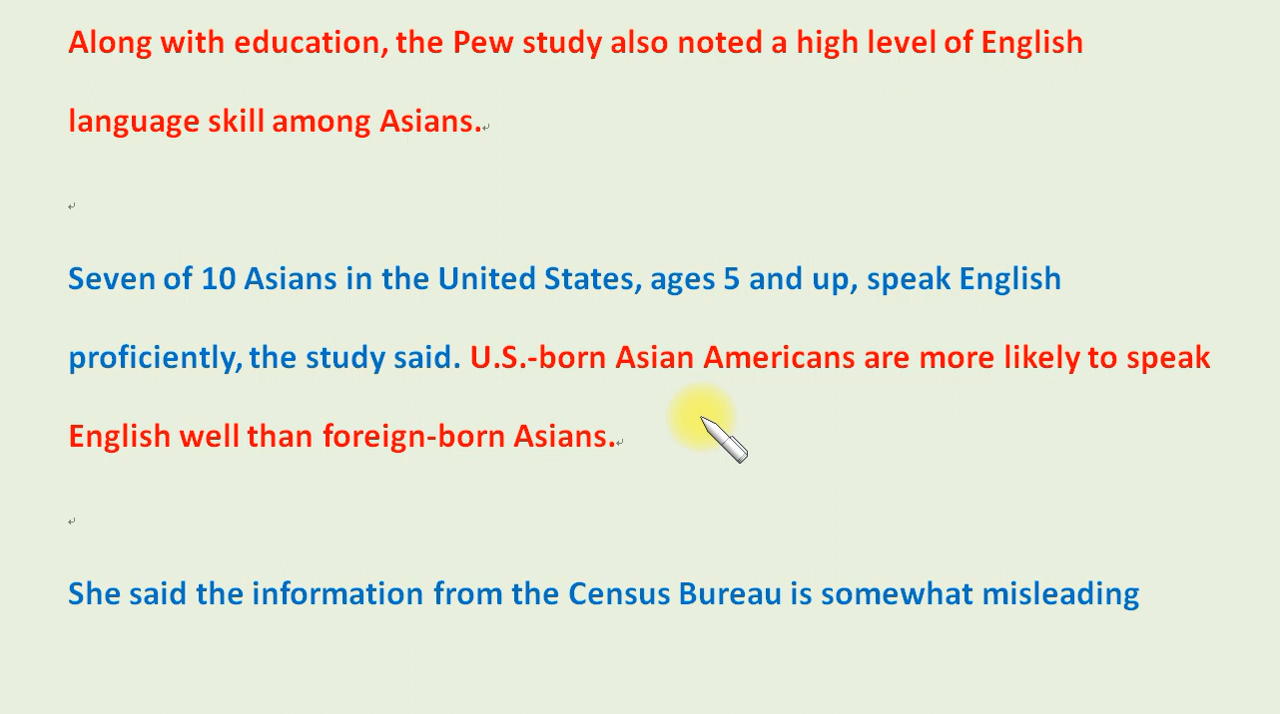 Along with education, the Pew study also noted a high level of English
language skill among Asians.
Seven of 10 Asians in the United States, ages 5 and up, speak English
proficiently, the study said. U.S.-born Asian Americans are more likely to speak
English well than foreign-born Asians.
She said the information from the Census Bureau is somewhat misleading